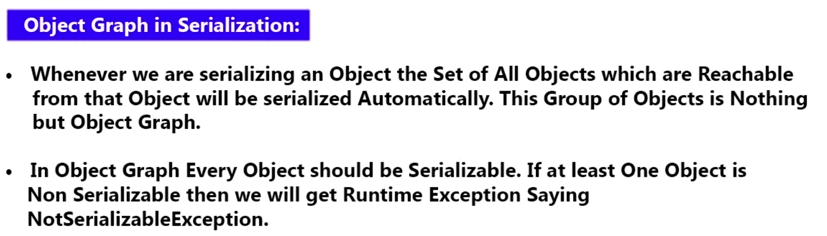 Object Graph in Serialization:
• Whenever we are serializing an Object the Set of All Objects which are Reachable
from that Object will be serialized Automatically. This Group of Objects is Nothing
but Object Graph.
• In Object Graph Every Object should be Serializable. If at least One Object is
Non Serializable then we will get Runtime Exception Saying
NotSerializableException.